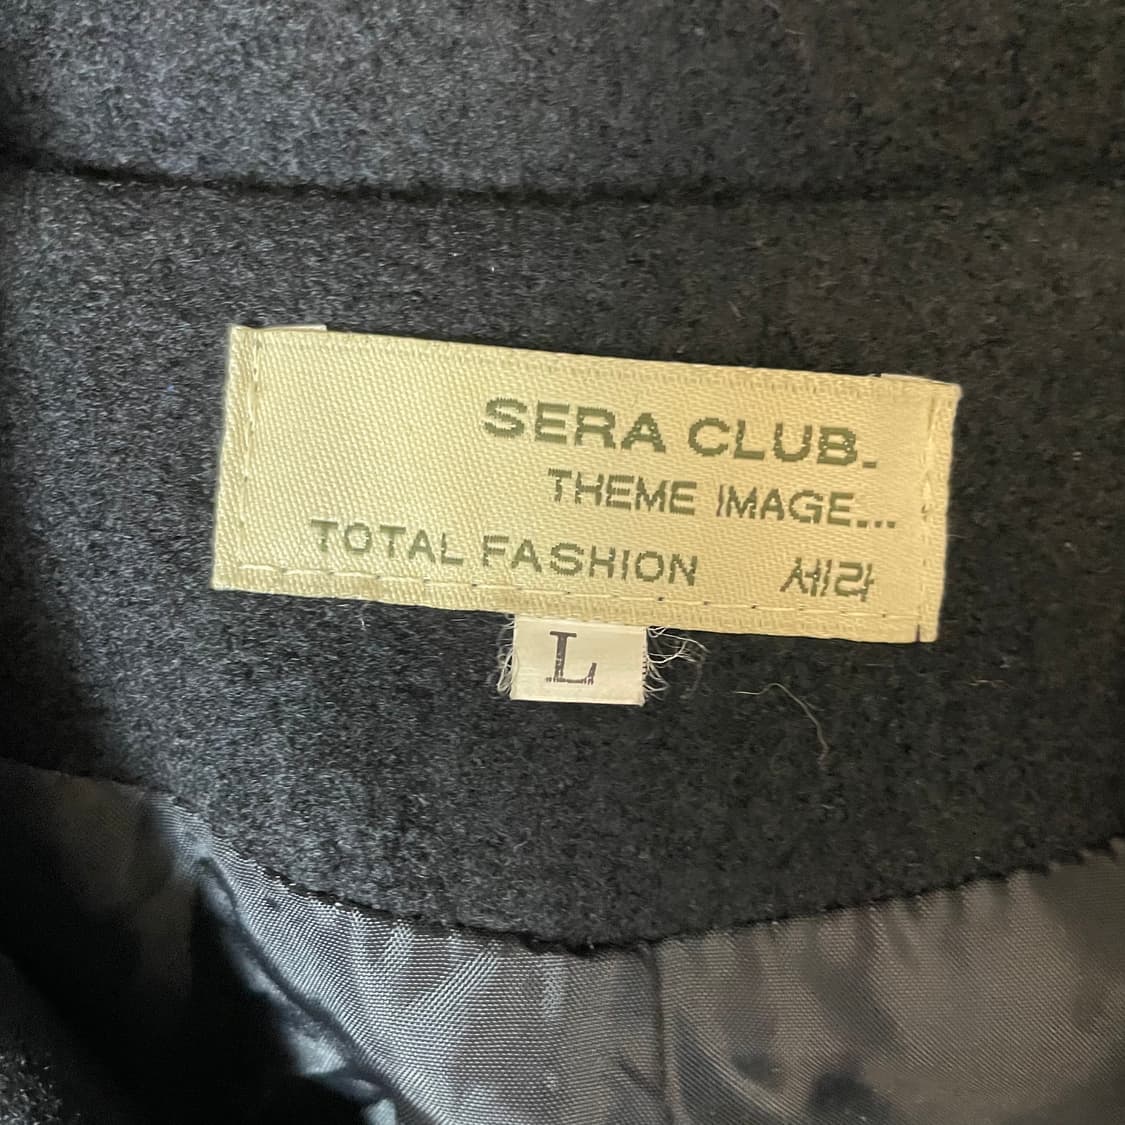 SERA CLUB.
THEME IMAGE...
TOTAL FASHION 세라
L